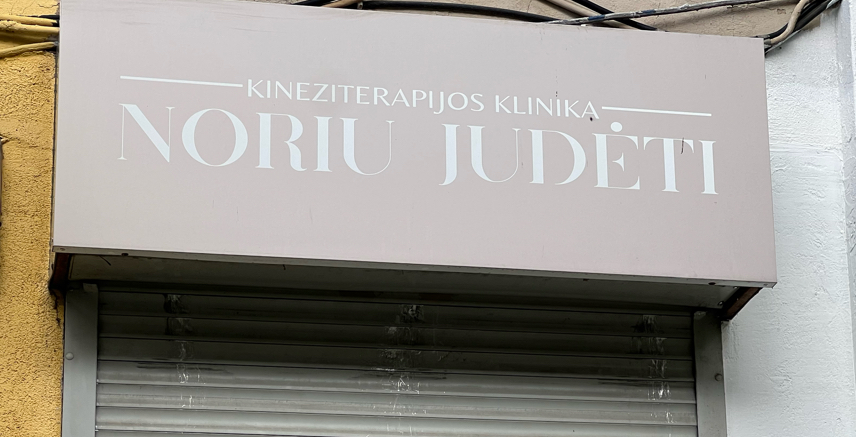 KINEZITERAPIJOS KLINIKA
NORIU JUDĖTI